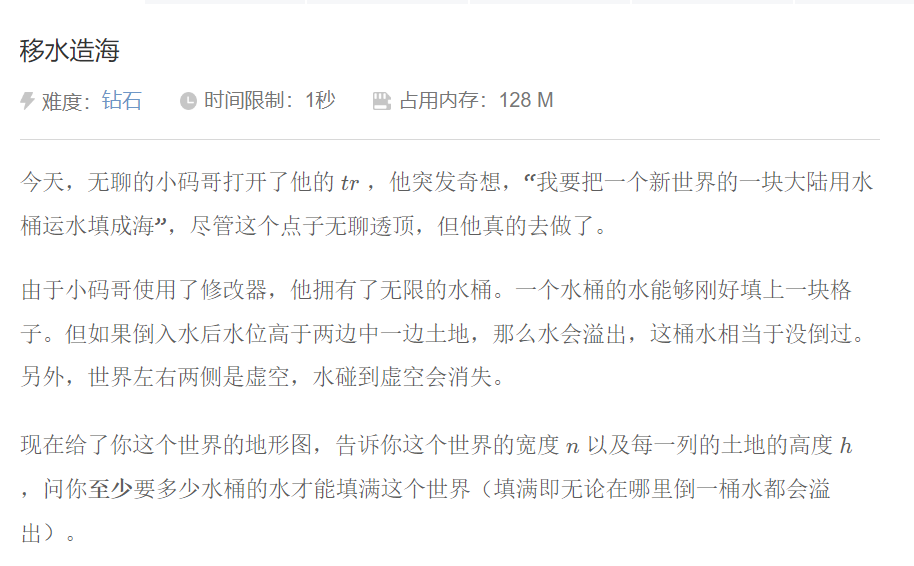 移水造海
难度：钻石 时间限制：1秒 占用内存：128 M
今天，无聊的小码哥打开了他的 tr ，他突发奇想，“我要把一个新世界的一块大陆用水
桶运水填成海”，尽管这个点子无聊透顶，但他真的去做了。
由于小码哥使用了修改器，他拥有了无限的水桶。一个水桶的水能够刚好填上一块格
子。但如果倒入水后水位高于两边中一边土地，那么水会溢出，这桶水相当于没倒过。
另外，世界左右两侧是虚空，水碰到虚空会消失。
现在给了你这个世界的地形图，告诉你这个世界的宽度 n 以及每一列的土地的高度 h
，问你至少要多少水桶的水才能填满这个世界（填满即无论在哪里倒一桶水都会溢
出）。